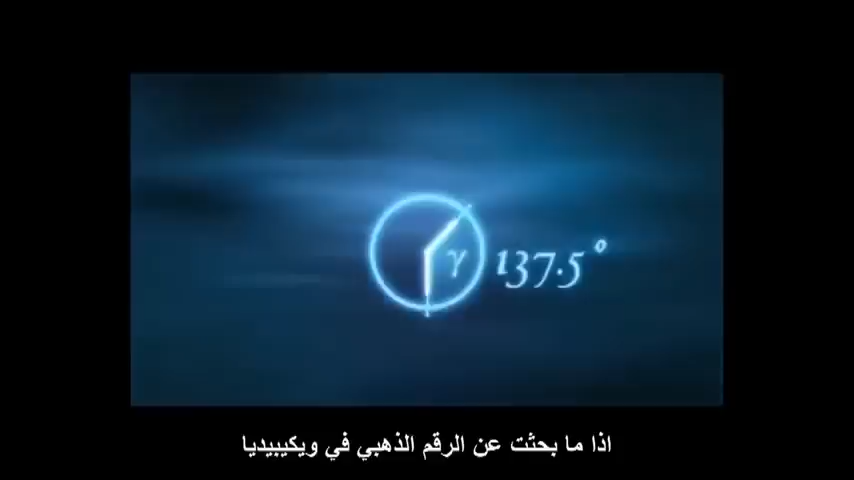 γ 137.5°
اذا ما بحثت عن الرقم الذهبي في ويكيبيديا